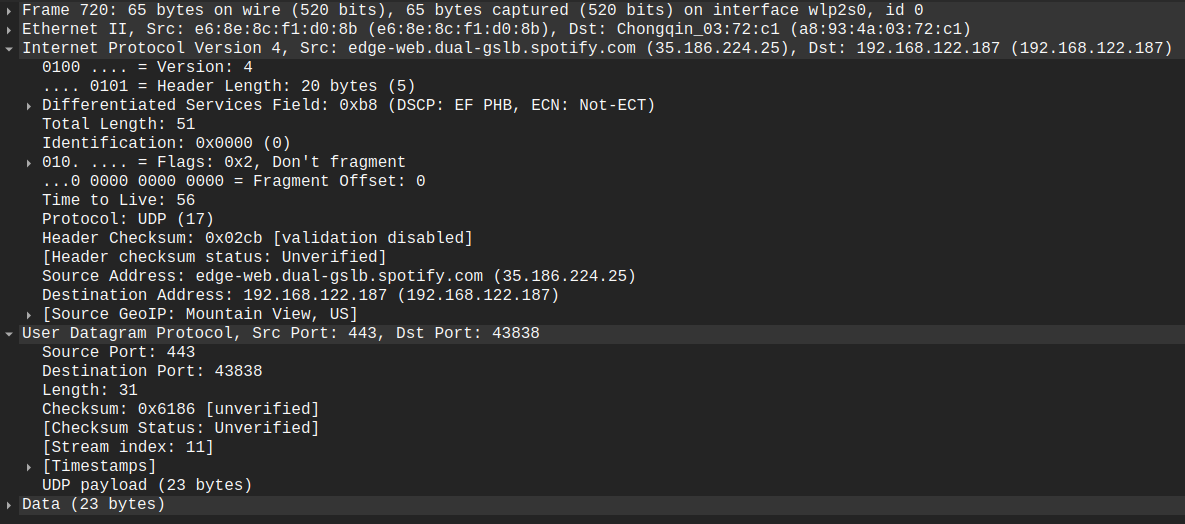 Frame 720: 65 bytes on wire (520 bits), 65 bytes captured (520 bits) on interface wlp2s0, id 0
Ethernet II, Src: e6:8e:8c:f1:d0:8b (e6:8e:8c:f1:d0:8b), Dst: Chongqin_03:72:c1 (a8:93:4a:03:72:c1)
Internet Protocol Version 4, Src: edge-web.dual-gslb.spotify.com (35.186.224.25), Dst: 192.168.122.187 (192.168.122.187)
0100 .... = Version: 4
.... 0101 = Header Length: 20 bytes (5)
Differentiated Services Field: 0xb8 (DSCP: EF PHB, ECN: Not-ECT)
Total Length: 51
Identification: 0x0000 (0)
010. .... = Flags: 0x2, Don't fragment
...0 0000 0000 0000 = Fragment Offset: 0
Time to Live: 56
Protocol: UDP (17)
Header Checksum: 0x02cb [validation disabled]
[Header checksum status: Unverified]
Source Address: edge-web.dual-gslb.spotify.com (35.186.224.25)
Destination Address: 192.168.122.187 (192.168.122.187)
[Source GeoIP: Mountain View, US]
User Datagram Protocol, Src Port: 443, Dst Port: 43838
Source Port: 443
Destination Port: 43838
Length: 31
Checksum: 0x6186 [unverified]
[Checksum Status: Unverified]
[Stream index: 11]
[Timestamps]
UDP payload (23 bytes)
Data (23 bytes)